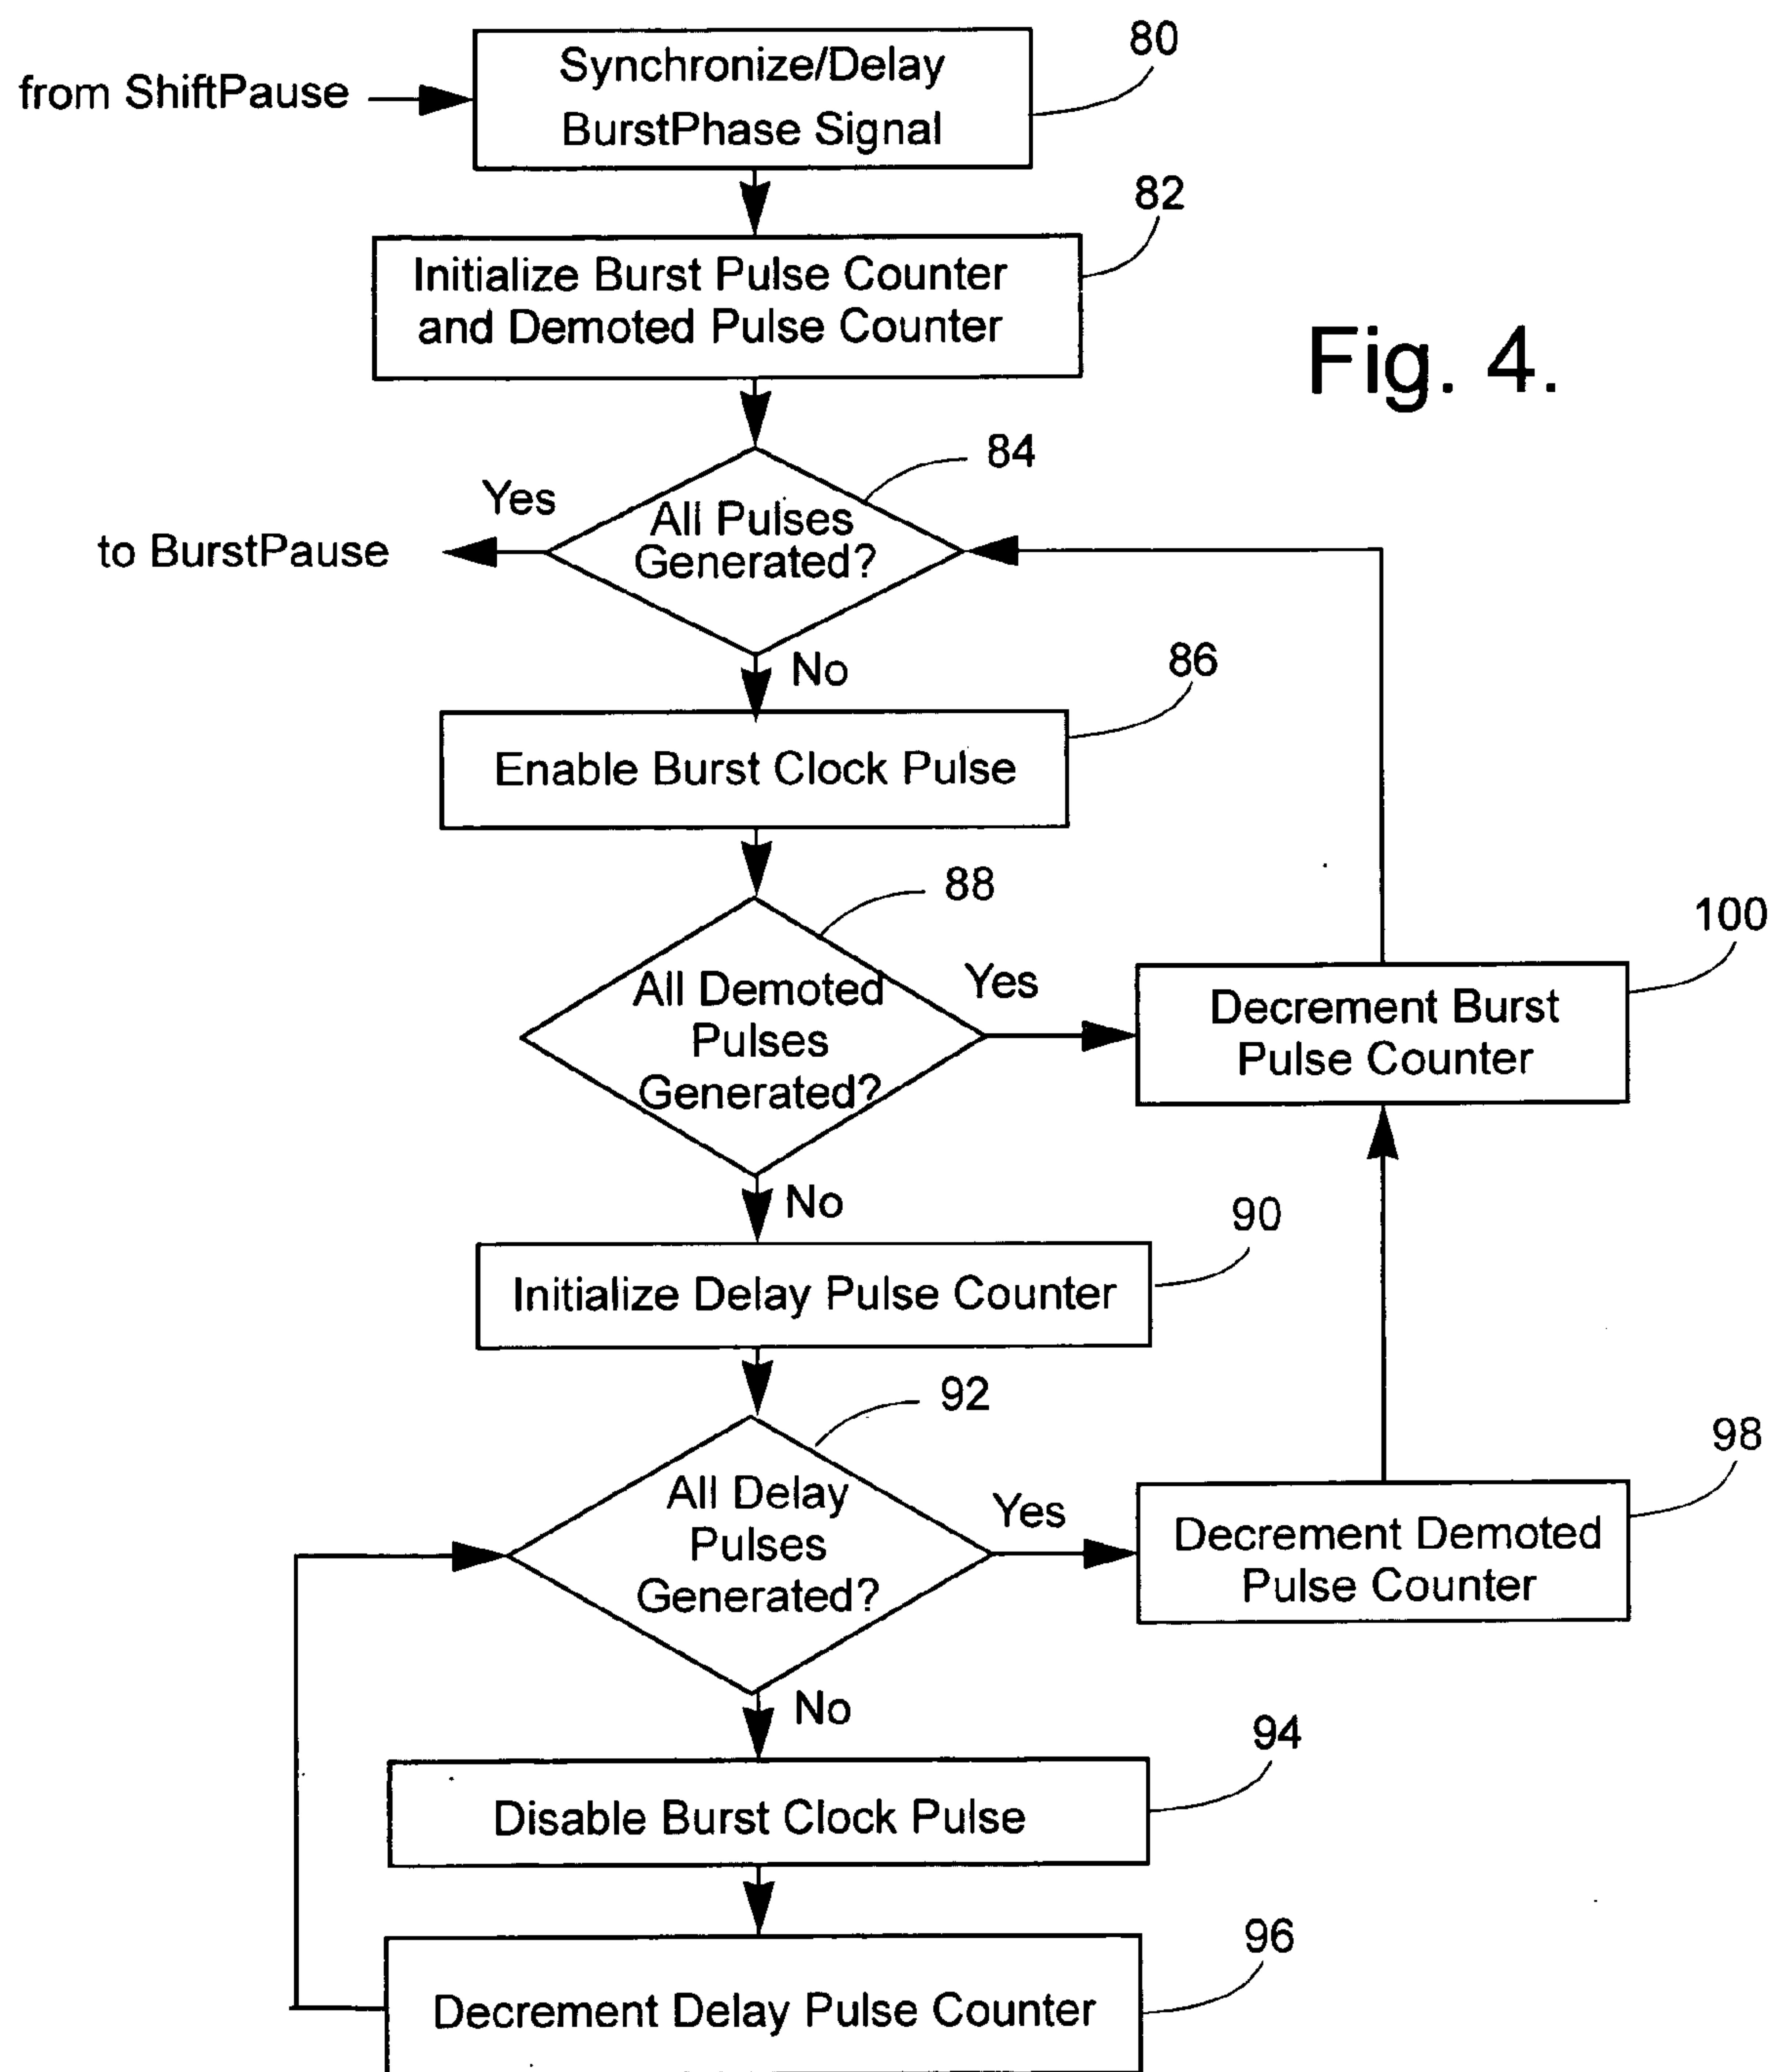 80
Synchronize/Delay
BurstPhase Signal
from ShiftPause
82
Initialize Burst Pulse Counter
and Demoted Pulse Counter
Fig. 4.
84
Yes
All Pulses
Generated?
to BurstPause
No
86
Enable Burst Clock Pulse
88
All Demoted
Pulses
Generated?
Yes
100
Decrement Burst
Pulse Counter
No
90
Initialize Delay Pulse Counter
92
All Delay
Pulses
Generated?
Yes
98
Decrement Demoted
Pulse Counter
No
94
Disable Burst Clock Pulse
96
Decrement Delay Pulse Counter